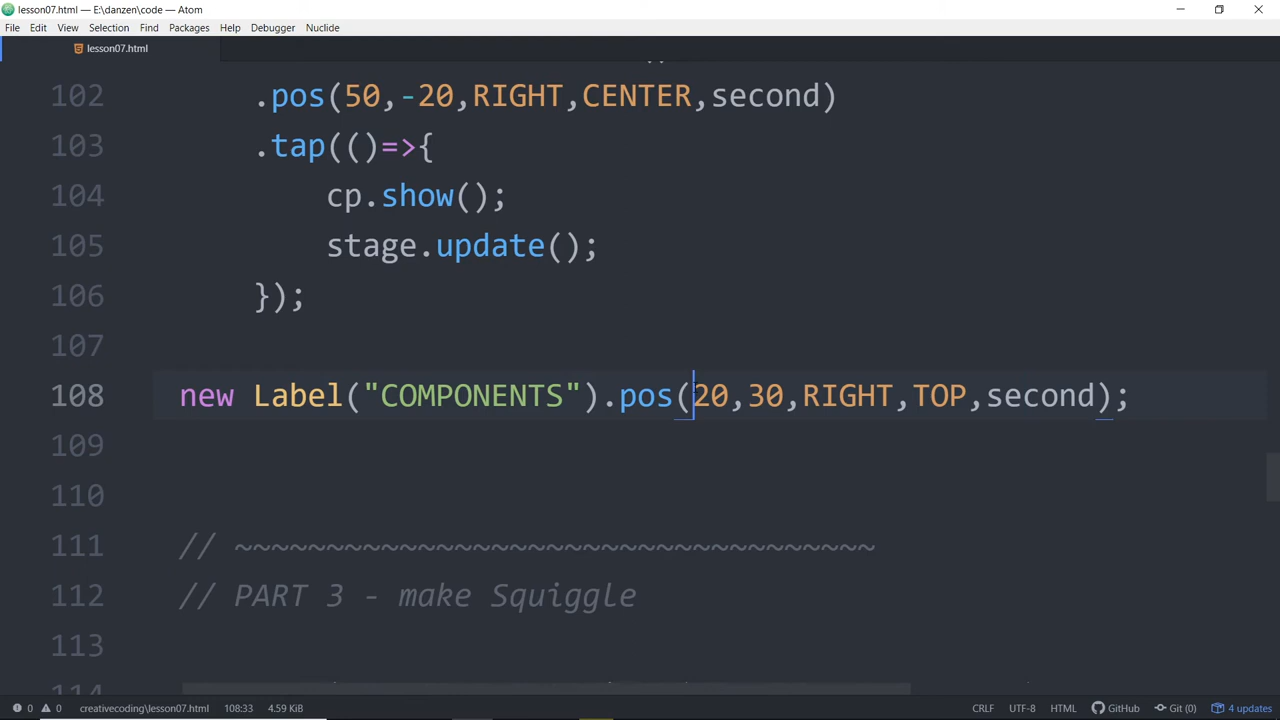 lesson07.html — E:\danzen\code — Atom
File Edit View Selection Find Packages Help Debugger Nuclide
lesson07.html
102 .pos(50,-20,RIGHT,CENTER,second)
103 .tap(()=>{
104 cp.show();
105 stage.update();
106 });
107
108 new Label("COMPONENTS").pos(20,30,RIGHT,TOP,second);
109
110
111 // ~~~~~~~~~~~~~~~~~~~~~~~~~~~~~~~~~~~
112 // PART 3 - make Squiggle
113
0 0 creativecoding\lesson07.html 108:33 4.59 KiB CRLF UTF-8 HTML GitHub Git (0) 4 updates